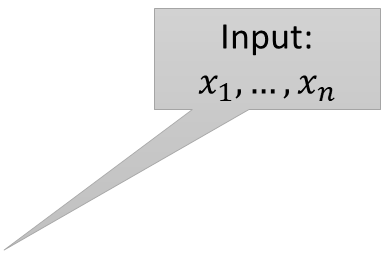 Input:
x₁, … , xₙ